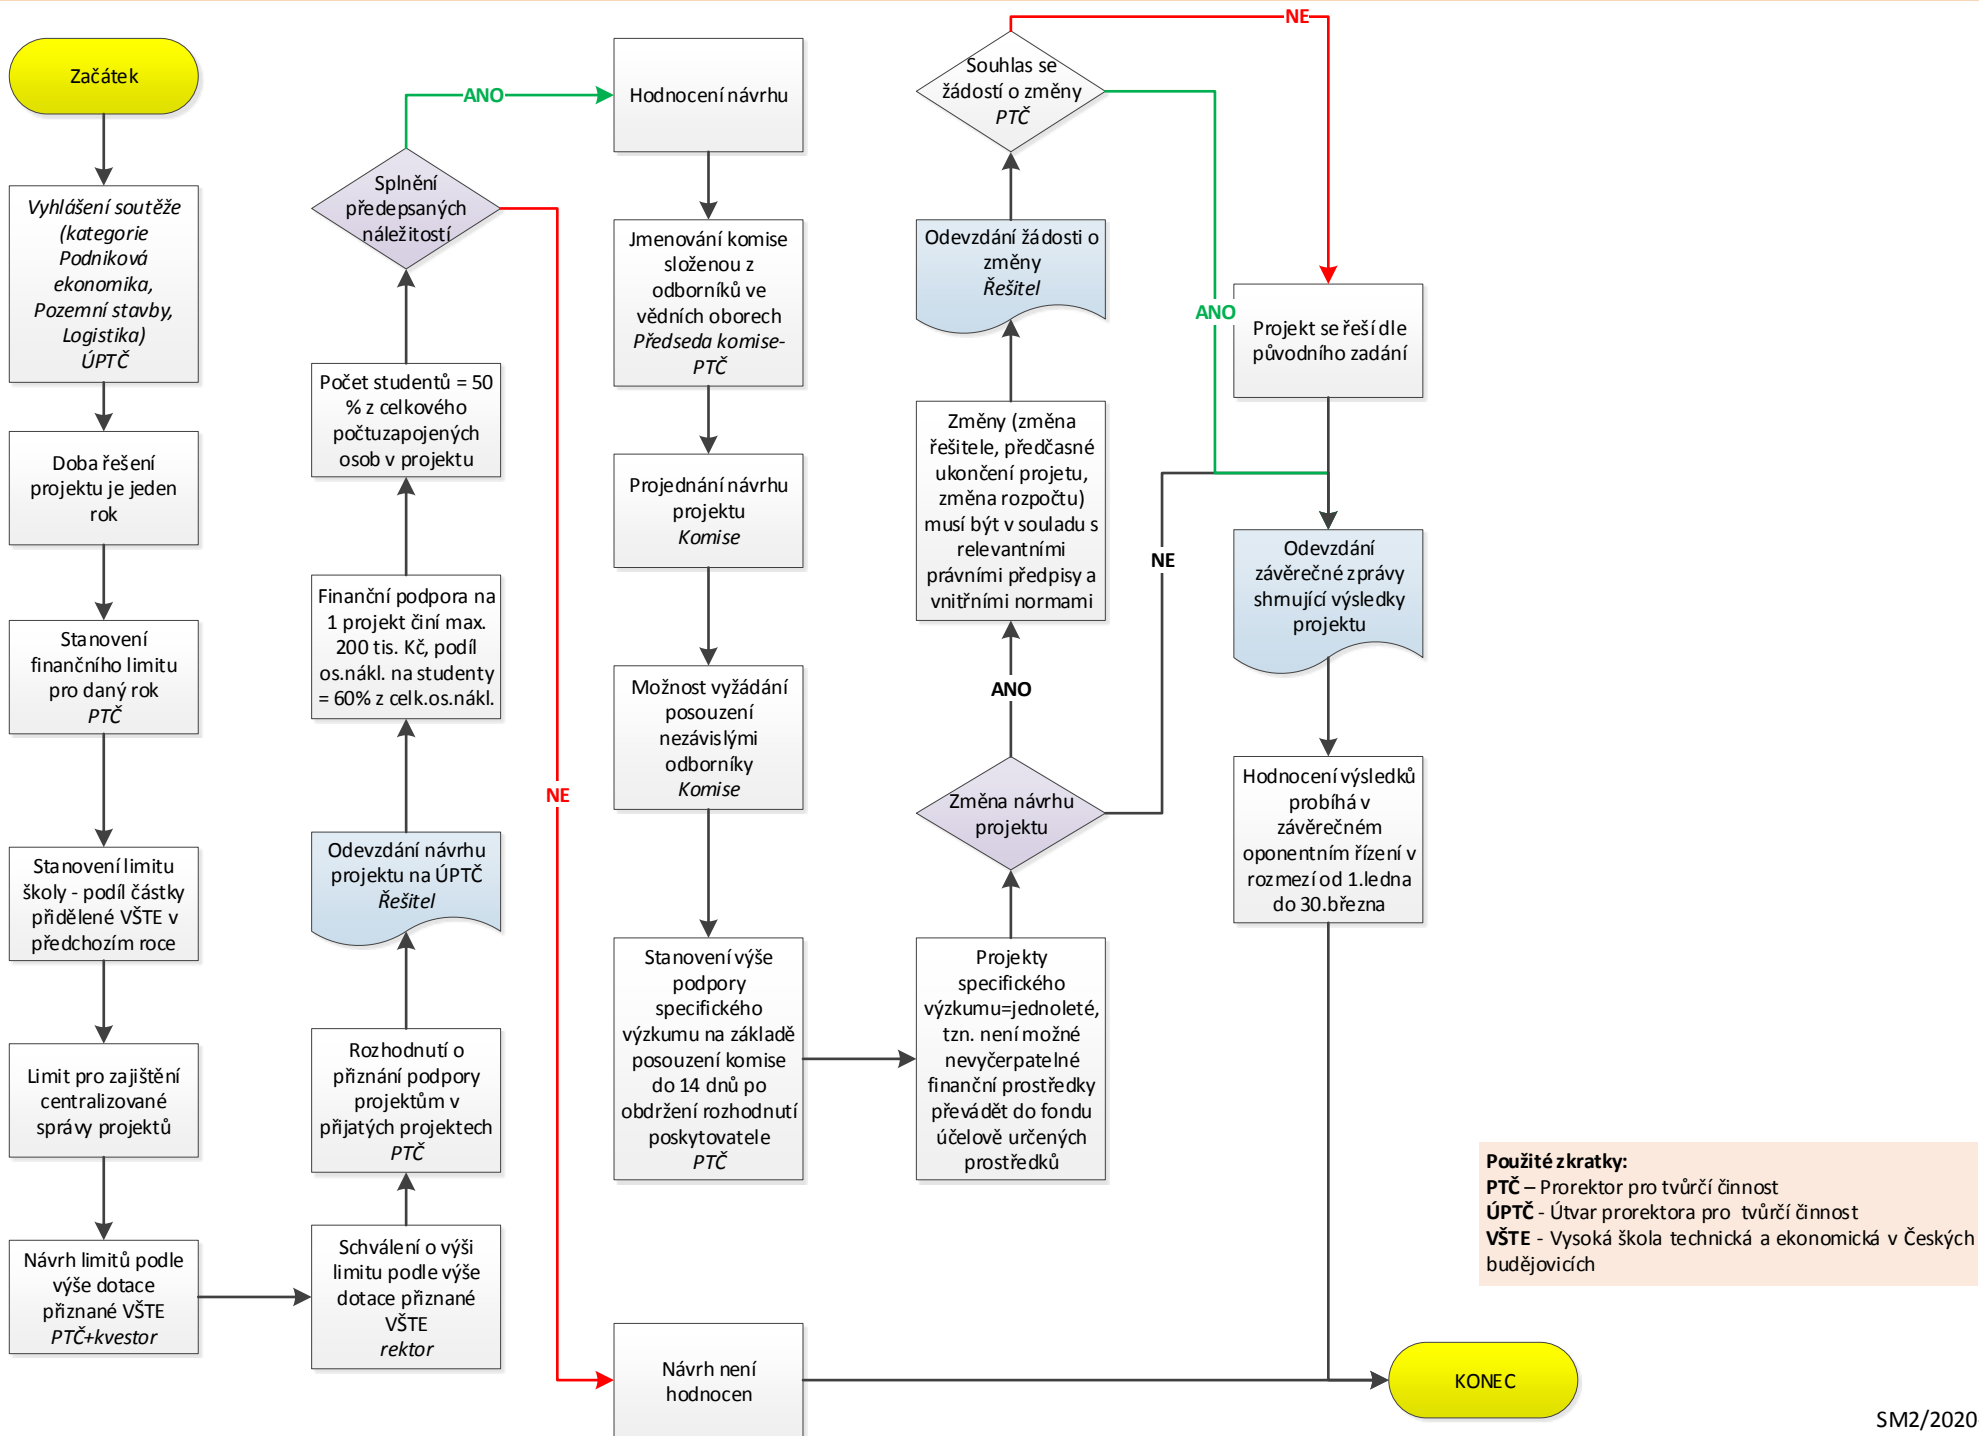 Začátek
Vyhlášení soutěže
(kategorie
Podniková
ekonomika,
Pozemní stavby,
Logistika)
ÚPTČ
Doba řešení
projektu je jeden
rok
Stanovení
finančního limitu
pro daný rok
PTČ
Stanovení limitu
školy - podíl částky
přidělené VŠTE v
předchozím roce
Limit pro zajištění
centralizované
správy projektů
Návrh limitů podle
výše dotace
přiznané VŠTE
PTČ+kvestor
Schválení o výši
limitu podle výše
dotace přiznané
VŠTE
rektor
Rozhodnutí o
přiznání podpory
projektům v
přijatých projektech
PTČ
Odevzdání návrhu
projektu na ÚPTČ
Řešitel
Finanční podpora na
1 projekt činí max.
200 tis. Kč, podíl
os.nákl. na studenty
= 60% z celk.os.nákl.
Počet studentů = 50
% z celkového
počtuzapojených
osob v projektu
Splnění
předepsaných
náležitostí
ANO
NE
Hodnocení návrhu
Jmenování komise
složenou z
odborníků ve
vědních oborech
Předseda komise-
PTČ
Projednání návrhu
projektu
Komise
Možnost vyžádání
posouzení
nezávislými
odborníky
Komise
Stanovení výše
podpory
specifického
výzkumu na základě
posouzení komise
do 14 dnů po
obdržení rozhodnutí
poskytovatele
PTČ
Návrh není
hodnocen
Projekty
specifického
výzkumu=jednoleté,
tzn. není možné
nevyčerpatelné
finanční prostředky
převádět do fondu
účelově určených
prostředků
Změna návrhu
projektu
ANO
NE
Změny (změna
řešitele, předčasné
ukončení projetu,
změna rozpočtu)
musí být v souladu s
relevantními
právními předpisy a
vnitřními normami
Odevzdání žádosti o
změny
Řešitel
Souhlas se
žádostí o změny
PTČ
NE
ANO
Projekt se řeší dle
původního zadání
Odevzdání
závěrečné zprávy
shrnující výsledky
projektu
Hodnocení výsledků
probíhá v
závěrečném
oponentním řízení v
rozmezí od 1.ledna
do 30.března
KONEC
Použité zkratky:
PTČ – Prorektor pro tvůrčí činnost
ÚPTČ - Útvar prorektora pro tvůrčí činnost
VŠTE - Vysoká škola technická a ekonomická v Českých
budějovicích
SM2/2020